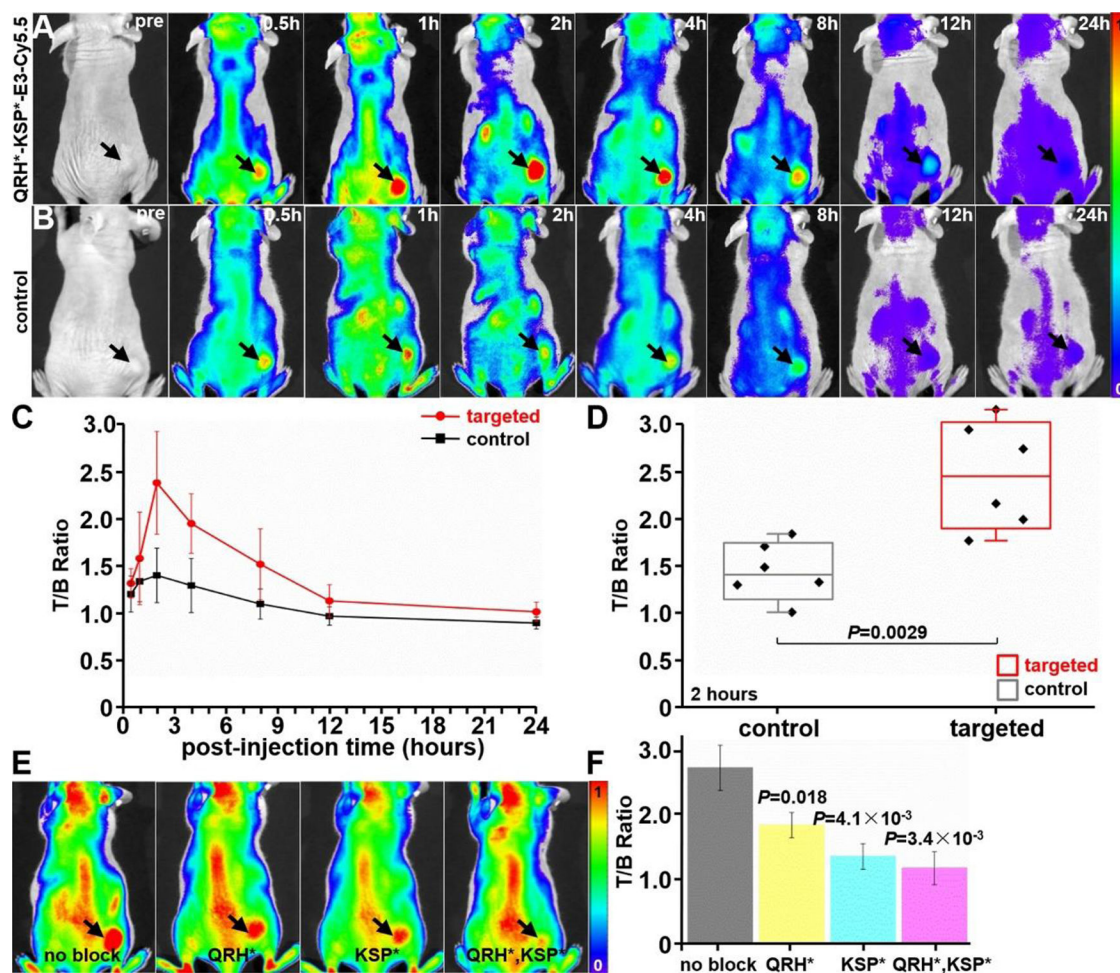 A
QRH*-KSP*-E3-Cy5.5
pre
0.5h
1h
2h
4h
8h
12h
24h
B
control
pre
0.5h
1h
2h
4h
8h
12h
24h
0
C
targeted
control
T/B Ratio
3.0
2.5
2.0
1.5
1.0
0.5
0
0 3 6 9 12 15 18 21 24
post-injection time (hours)
D
T/B Ratio
3.0
2.5
2.0
1.5
1.0
0.5
0
P=0.0029
targeted
control
2 hours
control targeted
E
no block
QRH*
KSP*
QRH*,KSP*
1
0
F
T/B Ratio
3.0
2.0
1.0
0
P=0.018
P=4.1×10-3
P=3.4×10-3
no block QRH* KSP* QRH*,KSP*